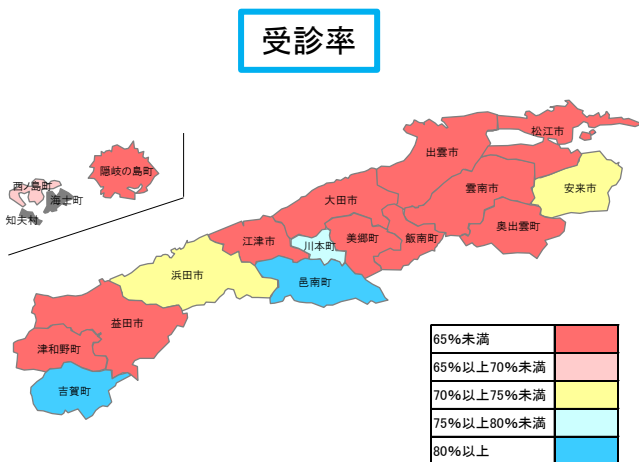 受診率
松江市
出雲市
隠岐の島町
西ノ島町
海士町
知夫村
雲南市
安来市
大田市
奥出雲町
江津市
川本町
美郷町
飯南町
浜田市
邑南町
益田市
津和野町
吉賀町
65%未満
65%以上70%未満
70%以上75%未満
75%以上80%未満
80%以上